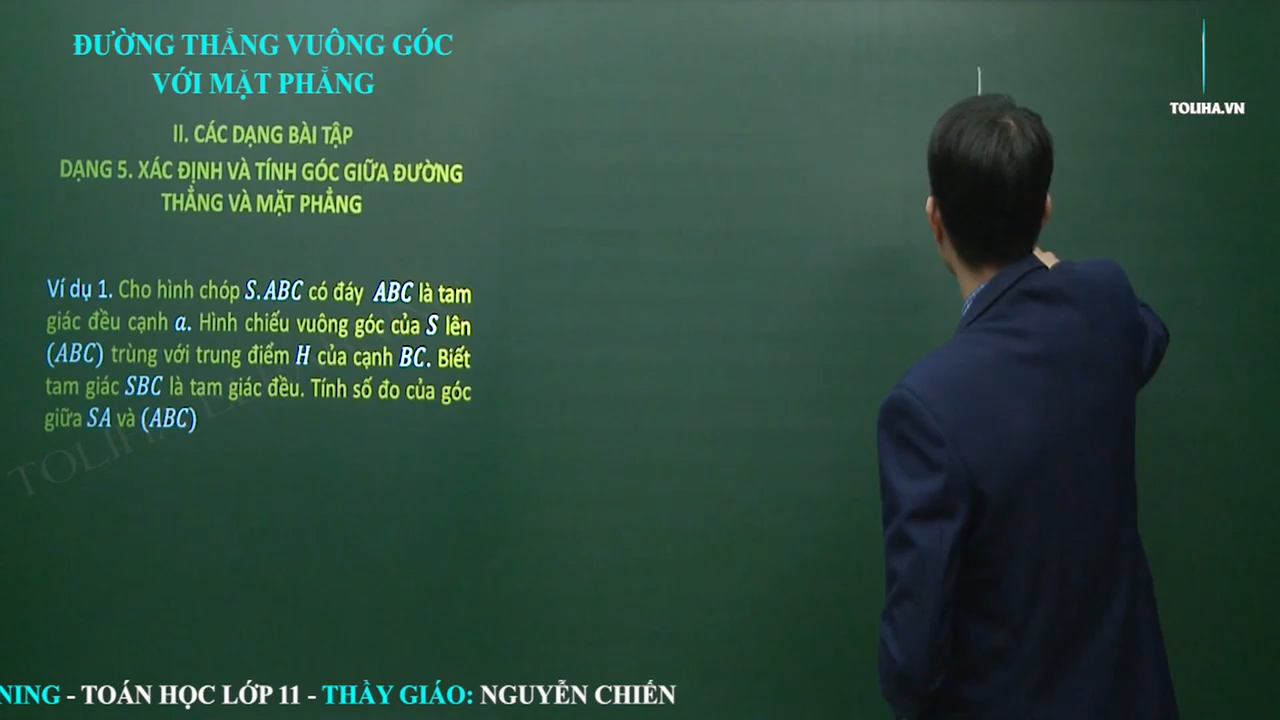 ĐƯỜNG THẲNG VUÔNG GÓC
VỚI MẶT PHẲNG
TOLIHA.VN
II. CÁC DẠNG BÀI TẬP
DẠNG 5. XÁC ĐỊNH VÀ TÍNH GÓC GIỮA ĐƯỜNG
THẲNG VÀ MẶT PHẲNG
Ví dụ 1. Cho hình chóp S.ABC có đáy ABC là tam
giác đều cạnh a. Hình chiếu vuông góc của S lên
(ABC) trùng với trung điểm H của cạnh BC. Biết
tam giác SBC là tam giác đều. Tính số đo của góc
giữa SA và (ABC)
NING - TOÁN HỌC LỚP 11 - THẦY GIÁO: NGUYỄN CHIẾN